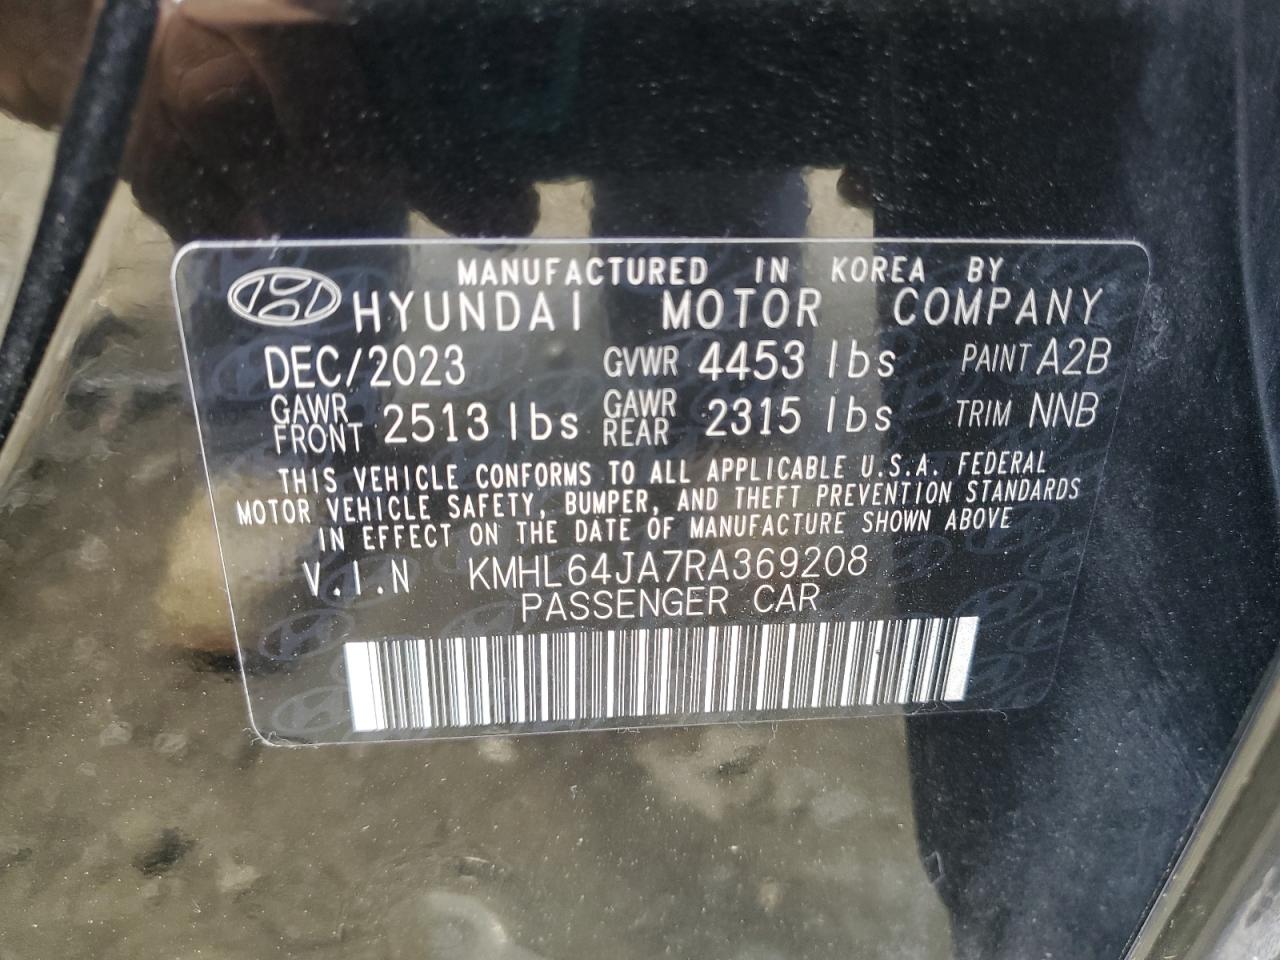 MANUFACTURED IN KOREA BY
HYUNDAI MOTOR COMPANY
DEC/2023 GVWR 4453 lbs PAINT A2B
GAWR FRONT 2513 lbs GAWR REAR 2315 lbs TRIM NNB
THIS VEHICLE CONFORMS TO ALL APPLICABLE U.S.A. FEDERAL
MOTOR VEHICLE SAFETY, BUMPER, AND THEFT PREVENTION STANDARDS
IN EFFECT ON THE DATE OF MANUFACTURE SHOWN ABOVE
V.I.N KMHL64JA7RA369208
PASSENGER CAR